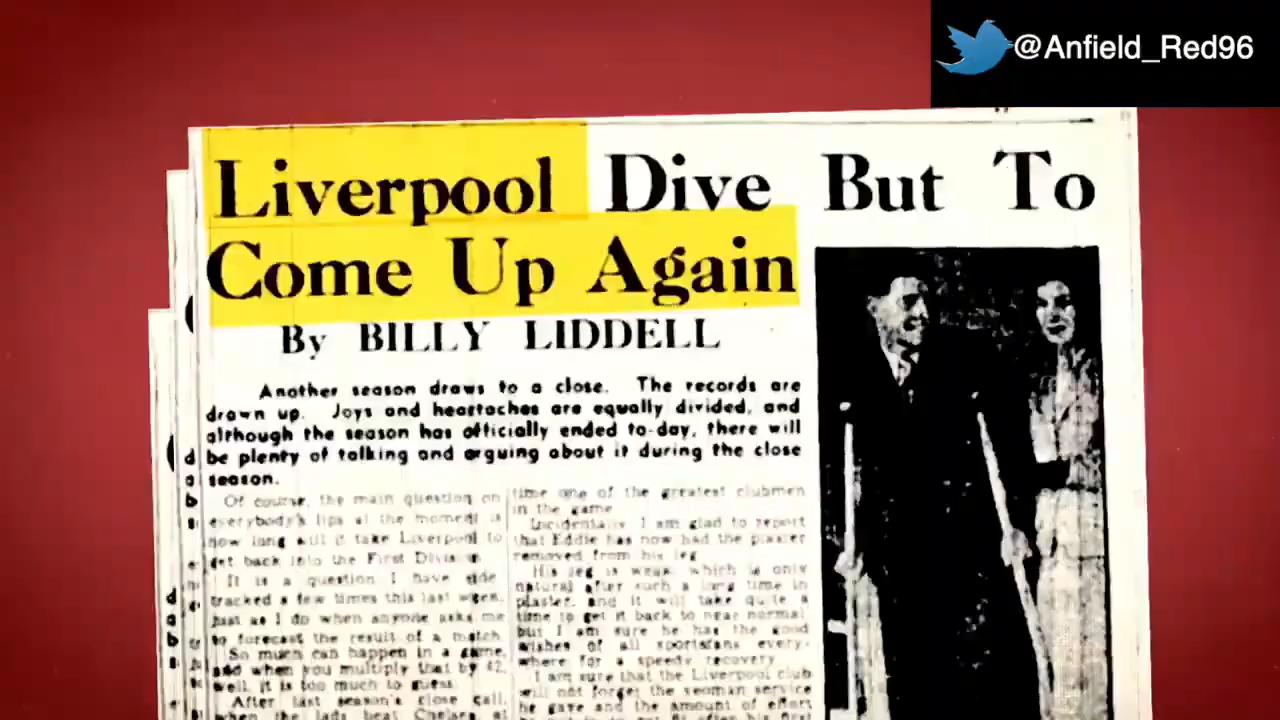 @Anfield_Red96
Liverpool Dive But To
Come Up Again
By BILLY LIDDELL
Another season draws to a close. The records are
drawn up. Joys and heartaches are equally divided, and
although the season has officially ended to-day, there will
be plenty of talking and arguing about it during the close
season.
Of course, the main question on
everybody's lips at the moment is
how long will it take Liverpool to
get back into the First Division
It is a question I have side
tracked a few times this last week,
just as I do when anyone asks me
to forecast the result of a match
So much can happen in a game,
and when you multiply that by 42,
well, it is too much to guess
After last season's close call,
when the lads beat Chelsea at
time one of the greatest clubmen
in the game
Incidentally I am glad to report
that Eddie has now had the plaster
removed from his leg
His leg is weak, which is only
natural after such a long time in
plaster, and it will take quite a
time to get it back to near normal
but I am sure he has the good
wishes of all sportsfans every-
where for a speedy recovery
I am sure that the Liverpool club
will not forget the yeoman service
he gave and the amount of effort